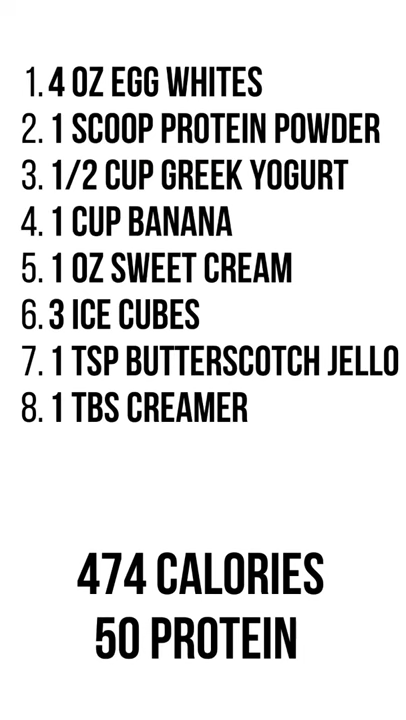 1. 4 OZ EGG WHITES
2. 1 SCOOP PROTEIN POWDER
3. 1/2 CUP GREEK YOGURT
4. 1 CUP BANANA
5. 1 OZ SWEET CREAM
6. 3 ICE CUBES
7. 1 TSP BUTTERSCOTCH JELLO
8. 1 TBS CREAMER
474 CALORIES
50 PROTEIN